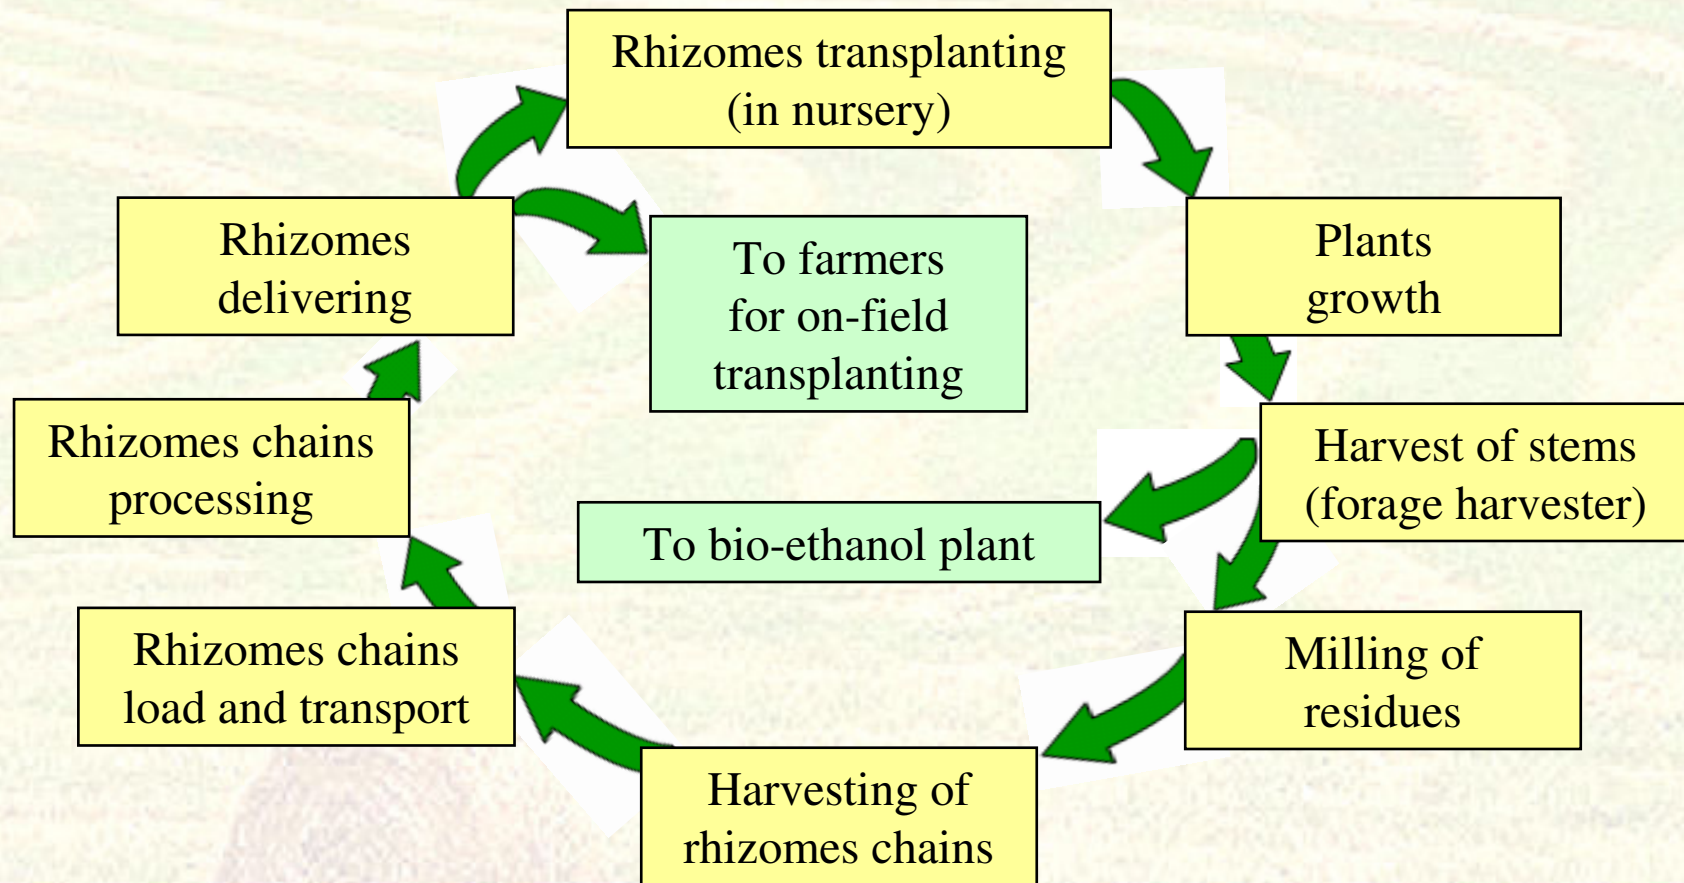 Rhizomes transplanting
(in nursery)
Rhizomes
delivering
To farmers
for on-field
transplanting
Plants
growth
Rhizomes chains
processing
Harvest of stems
(forage harvester)
To bio-ethanol plant
Rhizomes chains
load and transport
Milling of
residues
Harvesting of
rhizomes chains